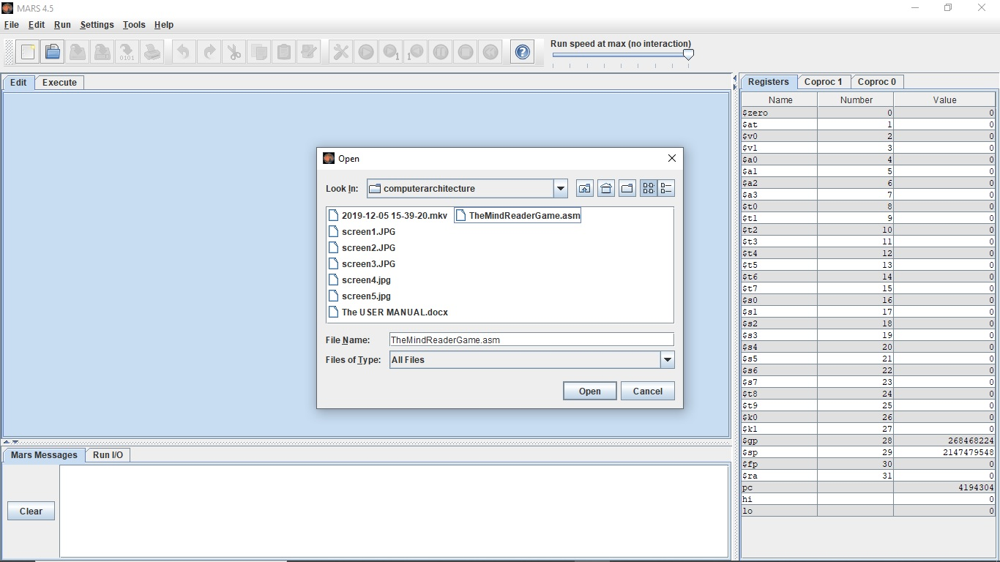 MARS 4.5
File Edit Run Settings Tools Help
0101
1
1
?
Run speed at max (no interaction)
Edit Execute
Open
Look In: computerarchitecture
2019-12-05 15-39-20.mkv TheMindReaderGame.asm
screen1.JPG
screen2.JPG
screen3.JPG
screen4.jpg
screen5.jpg
The USER MANUAL.docx
File Name: TheMindReaderGame.asm
Files of Type: All Files
Open Cancel
Mars Messages Run I/O
Clear
Registers Coproc 1 Coproc 0
Name Number Value
$zero 0 0
$at 1 0
$v0 2 0
$v1 3 0
$a0 4 0
$a1 5 0
$a2 6 0
$a3 7 0
$t0 8 0
$t1 9 0
$t2 10 0
$t3 11 0
$t4 12 0
$t5 13 0
$t6 14 0
$t7 15 0
$s0 16 0
$s1 17 0
$s2 18 0
$s3 19 0
$s4 20 0
$s5 21 0
$s6 22 0
$s7 23 0
$t8 24 0
$t9 25 0
$k0 26 0
$k1 27 0
$gp 28 268468224
$sp 29 2147479548
$fp 30 0
$ra 31 0
pc 4194304
hi 0
lo 0